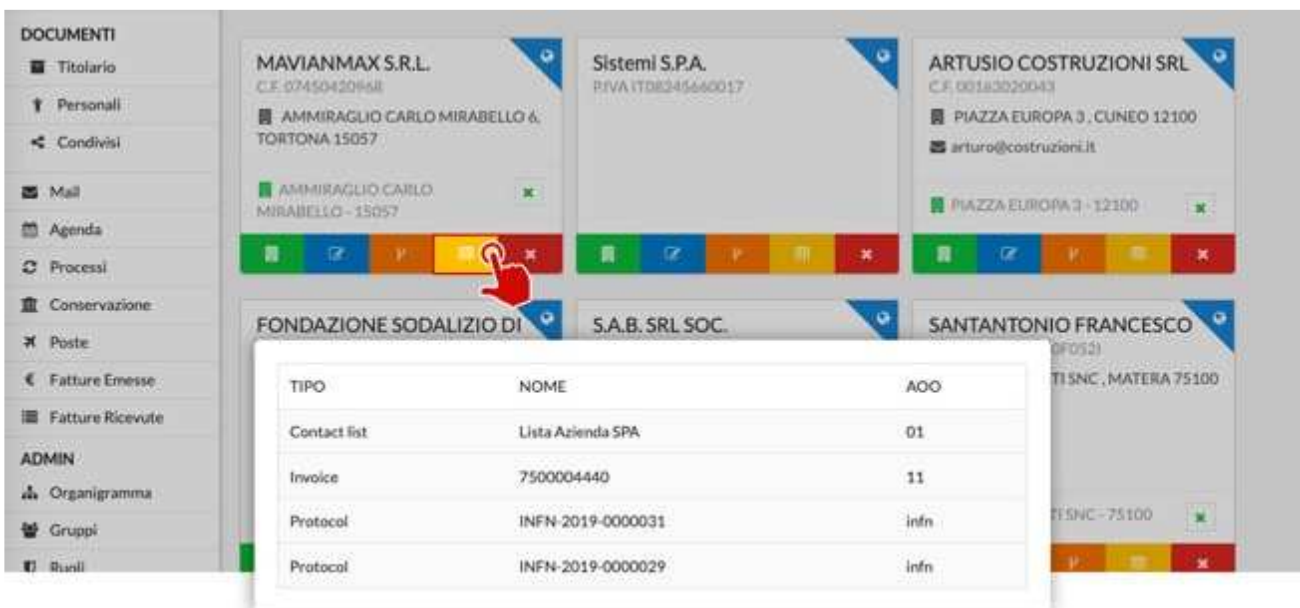 DOCUMENTI
Titolario
Personali
Condivisi
Mail
Agenda
Processi
Conservazione
Poste
Fatture Emesse
Fatture Ricevute
ADMIN
Organigramma
Gruppi
Ruoli
MAVIANMAX S.R.L.
C.F. 07450420968
AMMIRAGLIO CARLO MIRABELLO 6,
TORTONA 15057
AMMIRAGLIO CARLO
MIRABELLO - 15057
Sistemi S.P.A.
P.IVA IT08245660017
ARTUSIO COSTRUZIONI SRL
C.F. 00163020043
PIAZZA EUROPA 3 , CUNEO 12100
arturo@costruzioni.it
PIAZZA EUROPA 3 - 12100
FONDAZIONE SODALIZIO DI
S.A.B. SRL SOC.
SANTANTONIO FRANCESCO
0F052I
TI SNC , MATERA 75100
TI SNC - 75100
TIPO NOME AOO
Contact list Lista Azienda SPA 01
Invoice 7500004440 11
Protocol INFN-2019-0000031 infn
Protocol INFN-2019-0000029 infn